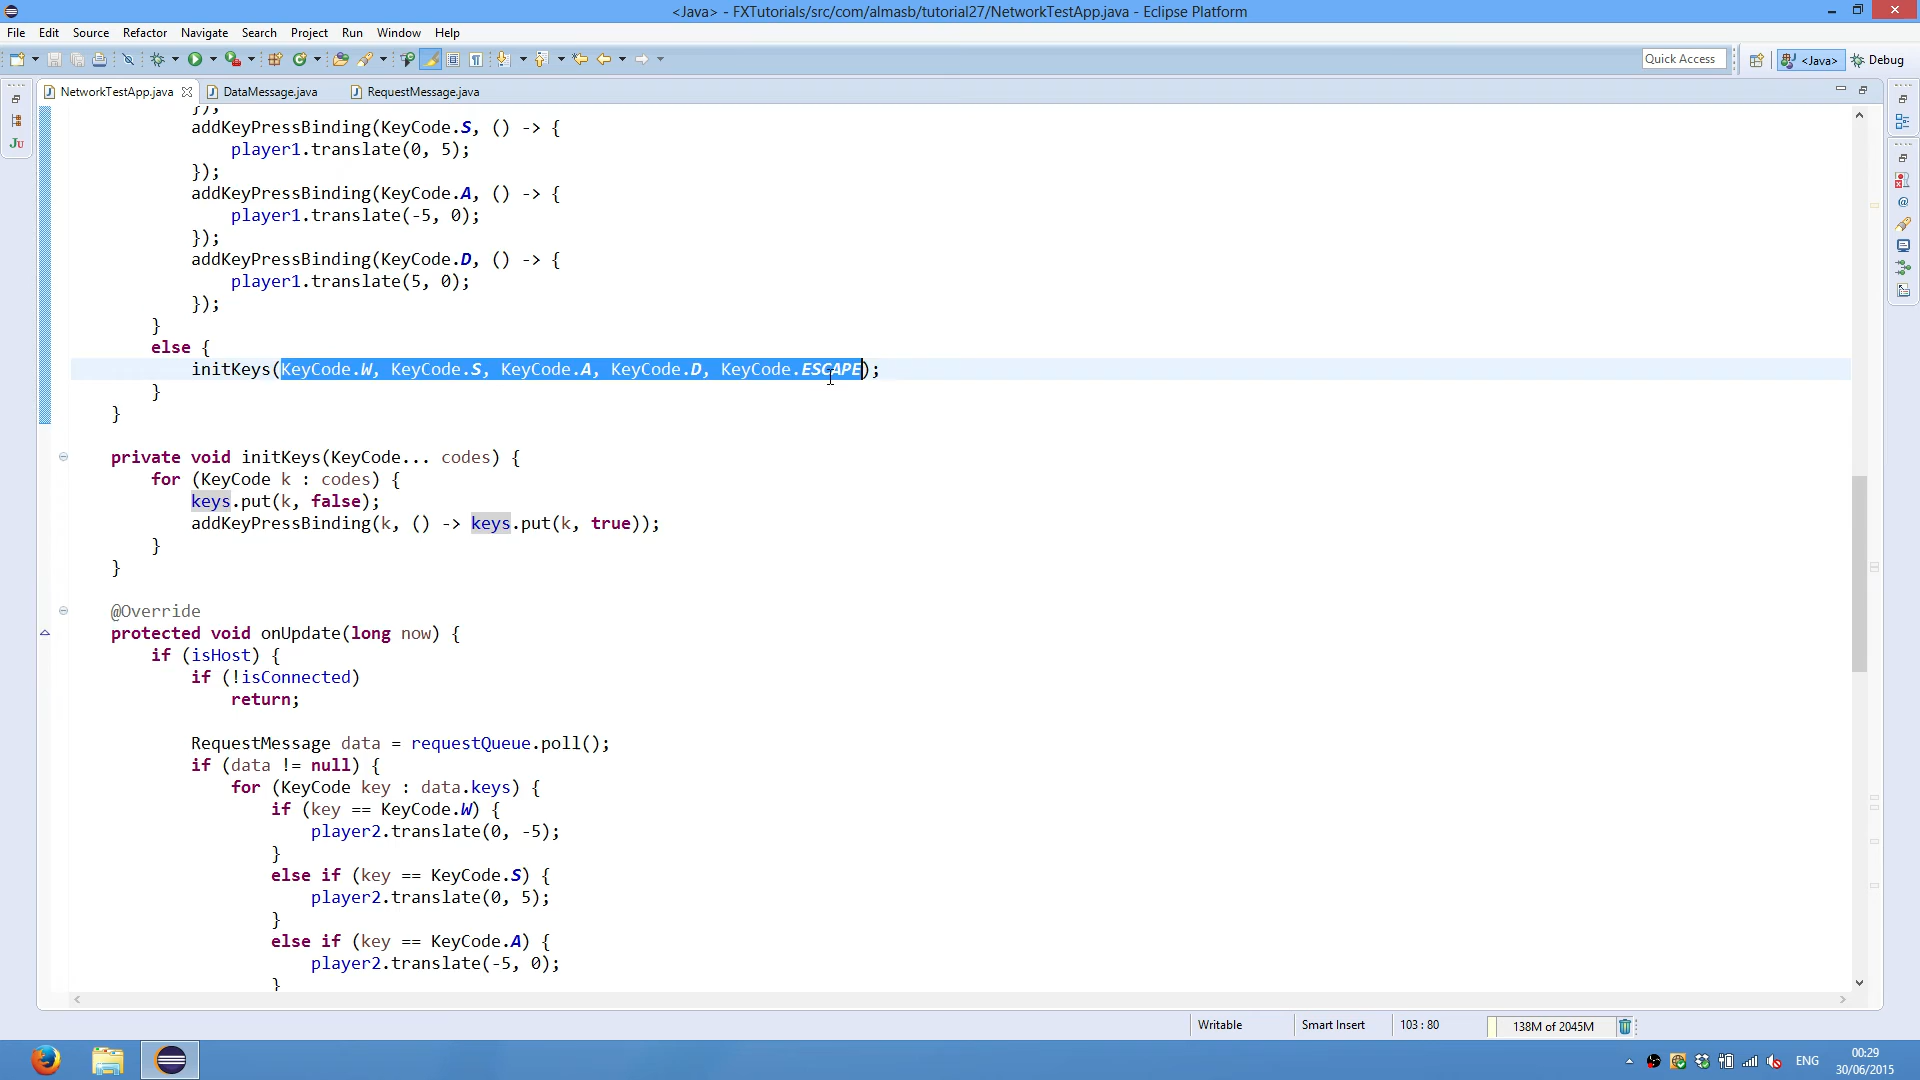 <Java> - FXTutorials/src/com/almasb/tutorial27/NetworkTestApp.java - Eclipse Platform
File Edit Source Refactor Navigate Search Project Run Window Help
Quick Access
<Java>
Debug
NetworkTestApp.java
DataMessage.java
RequestMessage.java
});
addKeyPressBinding(KeyCode.S, () -> {
player1.translate(0, 5);
});
addKeyPressBinding(KeyCode.A, () -> {
player1.translate(-5, 0);
});
addKeyPressBinding(KeyCode.D, () -> {
player1.translate(5, 0);
});
}
else {
initKeys(KeyCode.W, KeyCode.S, KeyCode.A, KeyCode.D, KeyCode.ESCAPE);
}
}
private void initKeys(KeyCode... codes) {
for (KeyCode k : codes) {
keys.put(k, false);
addKeyPressBinding(k, () -> keys.put(k, true));
}
}
@Override
protected void onUpdate(long now) {
if (isHost) {
if (!isConnected)
return;
RequestMessage data = requestQueue.poll();
if (data != null) {
for (KeyCode key : data.keys) {
if (key == KeyCode.W) {
player2.translate(0, -5);
}
else if (key == KeyCode.S) {
player2.translate(0, 5);
}
else if (key == KeyCode.A) {
player2.translate(-5, 0);
}
Writable
Smart Insert
103 : 80
138M of 2045M
ENG
00:29
30/06/2015